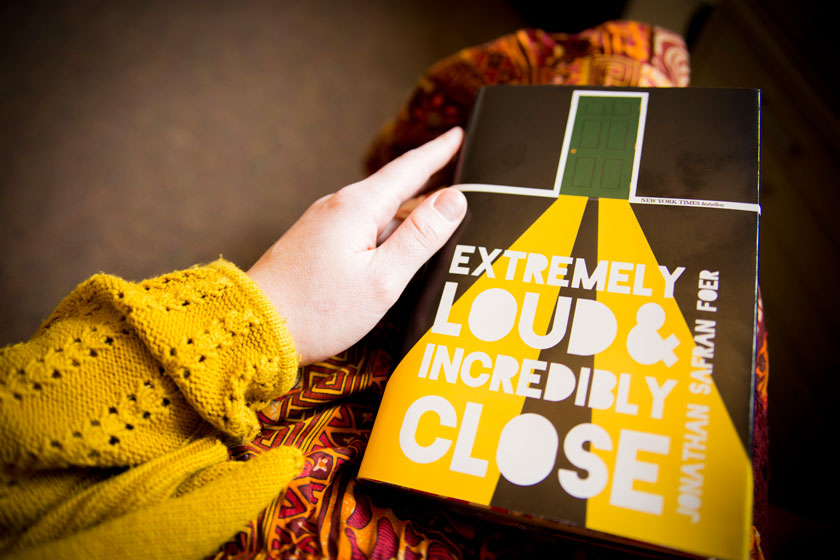 NEW YORK TIMES bestseller
EXTREMELY
LOUD &
INCREDIBLY
CLOSE
JONATHAN SAFRAN FOER